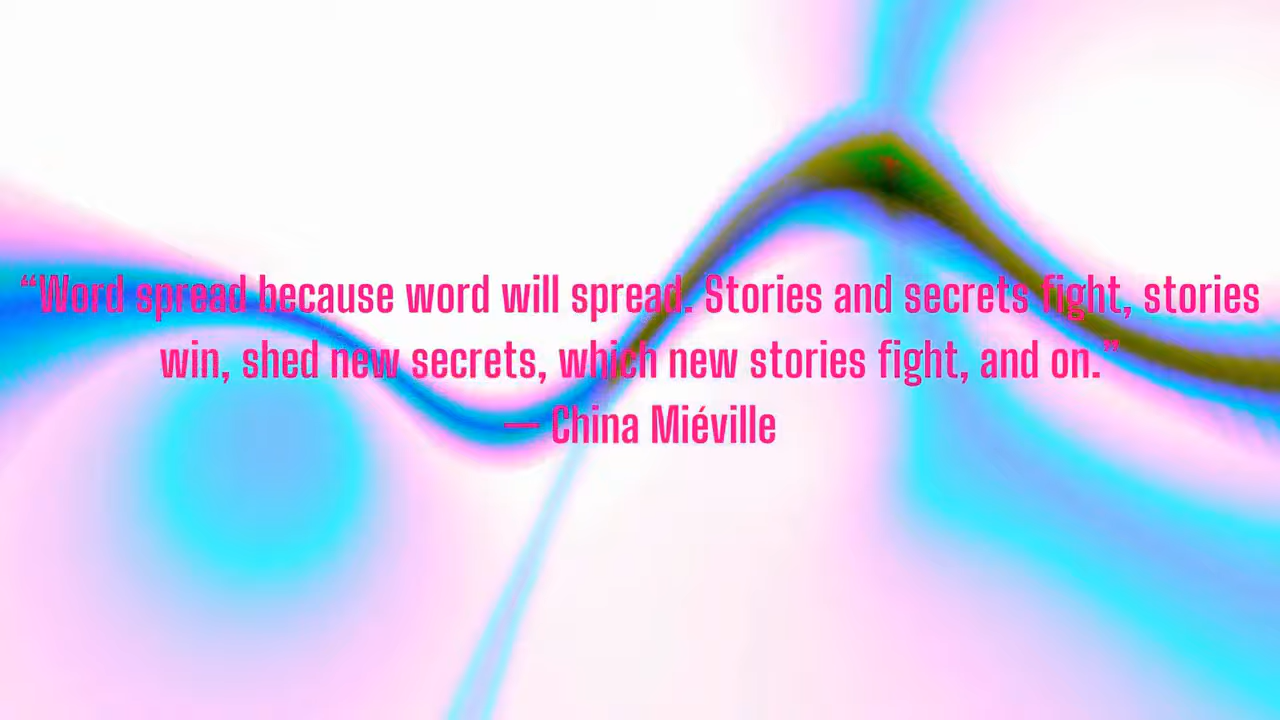 “Word spread because word will spread. Stories and secrets fight, stories
win, shed new secrets, which new stories fight, and on.”
— China Miéville